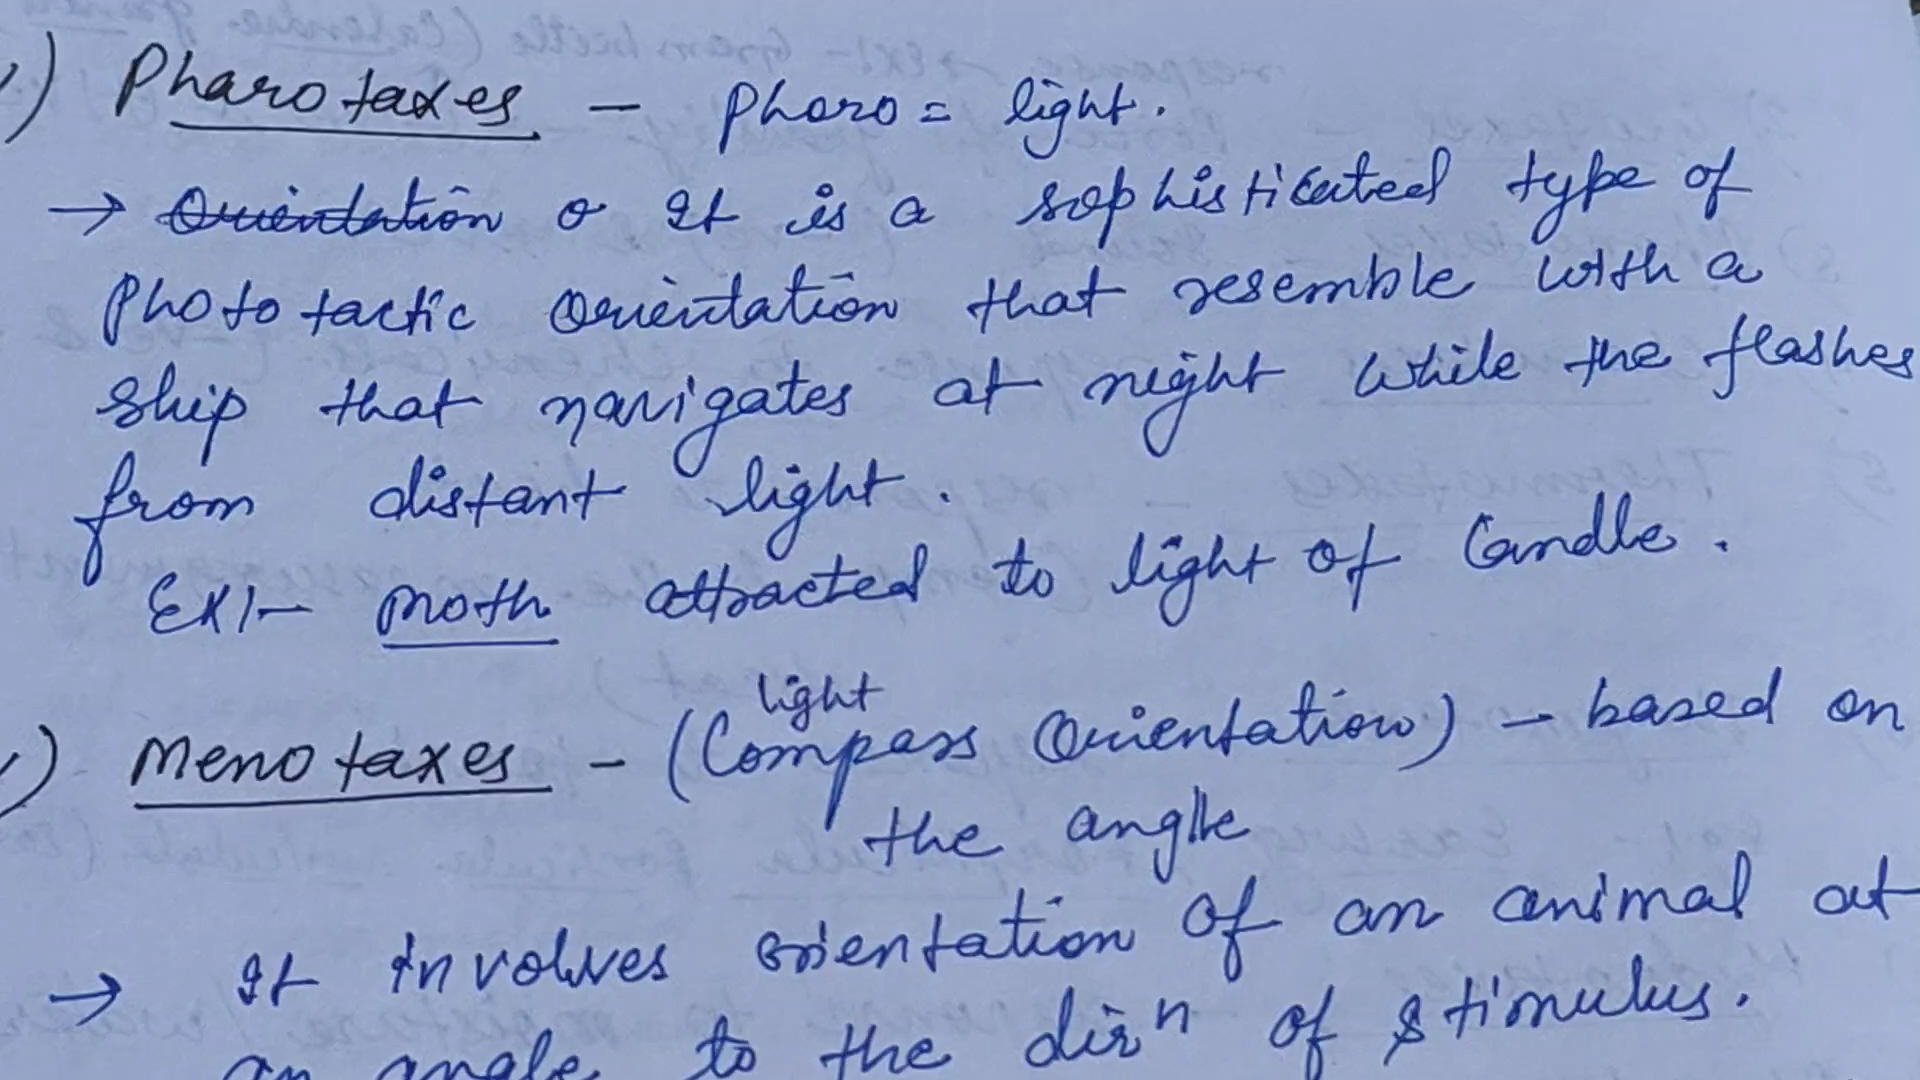 ) Pharotaxes - Pharo = light.
→ Orientation o It is a sophisticated type of
Phototactic Orientation that resemble with a
ship that navigates at night while the flashes
from distant light.
Ex:- Moth attracted to light of Candle.
) Menotaxes - (light Compass Orientation) - based on
the angle
→ It involves orientation of an animal at
an angle to the dirⁿ of stimulus.